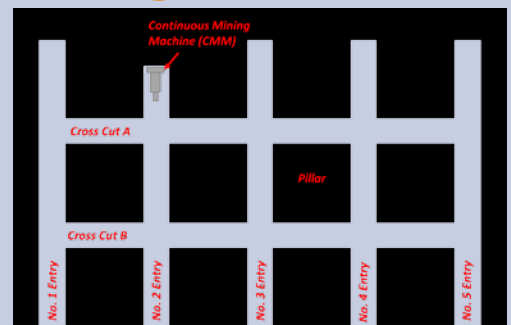 Continuous Mining
Machine (CMM)
Cross Cut A
Pillar
Cross Cut B
No. 1 Entry
No. 2 Entry
No. 3 Entry
No. 4 Entry
No. 5 Entry